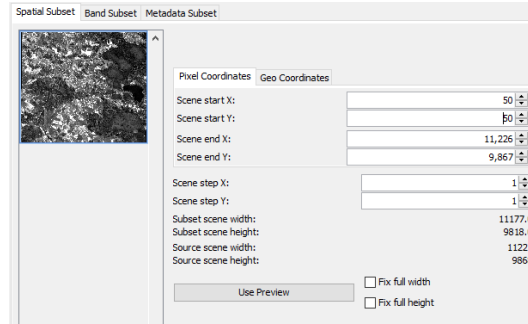 Spatial Subset Band Subset Metadata Subset
Pixel Coordinates Geo Coordinates
Scene start X: 50
Scene start Y: 50
Scene end X: 11,226
Scene end Y: 9,867
Scene step X: 1
Scene step Y: 1
Subset scene width: 11177.
Subset scene height: 9818.
Source scene width: 1122
Source scene height: 986
Use Preview
Fix full width
Fix full height